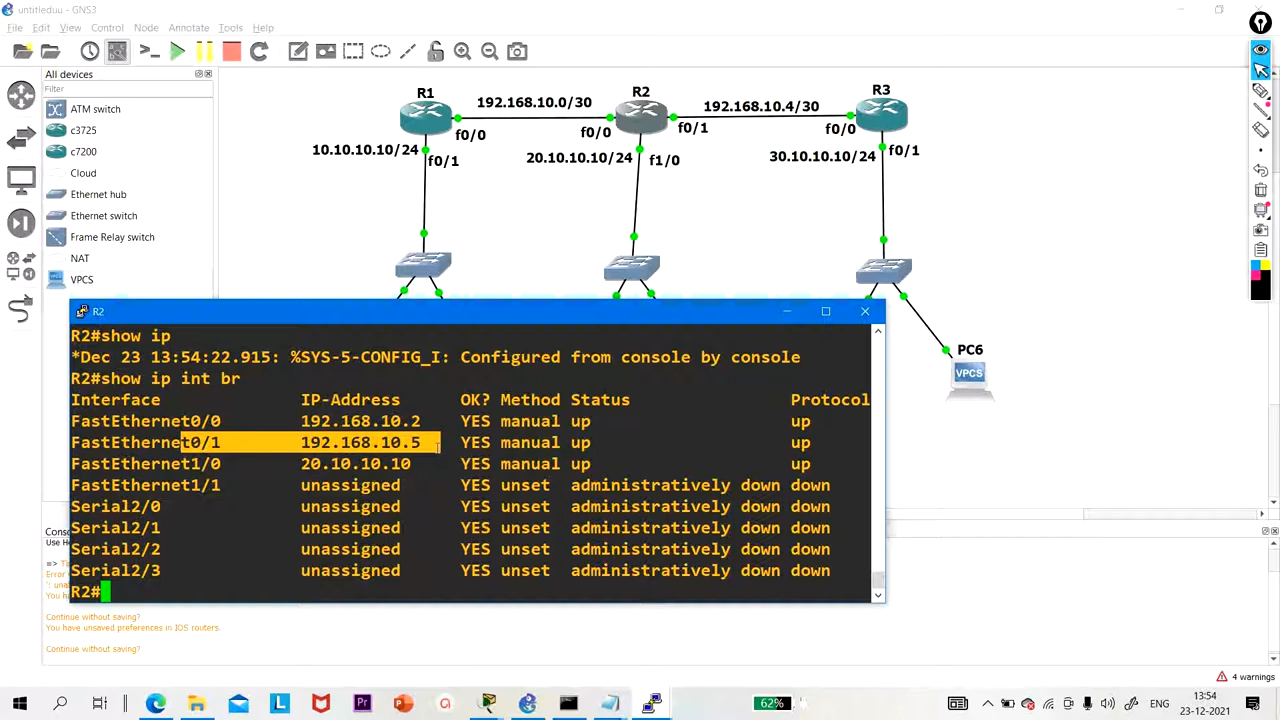 untitleduu — GNS3
File Edit View Control Node Annotate Tools Help
All devices
Filter
ATM switch
c3725
c7200
Cloud
Ethernet hub
Ethernet switch
Frame Relay switch
NAT
VPCS
R1
192.168.10.0/30
R2
192.168.10.4/30
R3
f0/0
f0/0
f0/1
f0/0
10.10.10.10/24
f0/1
20.10.10.10/24
f1/0
30.10.10.10/24
f0/1
PC6
VPCS
R2
R2#show ip
*Dec 23 13:54:22.915: %SYS-5-CONFIG_I: Configured from console by console
R2#show ip int br
Interface IP-Address OK? Method Status Protocol
FastEthernet0/0 192.168.10.2 YES manual up up
FastEthernet0/1 192.168.10.5 YES manual up up
FastEthernet1/0 20.10.10.10 YES manual up up
FastEthernet1/1 unassigned YES unset administratively down down
Serial2/0 unassigned YES unset administratively down down
Serial2/1 unassigned YES unset administratively down down
Serial2/2 unassigned YES unset administratively down down
Serial2/3 unassigned YES unset administratively down down
R2#
Continue without saving?
You have unsaved preferences in IOS routers.
Continue without saving?
4 warnings
62%
ENG
13:54
23-12-2021